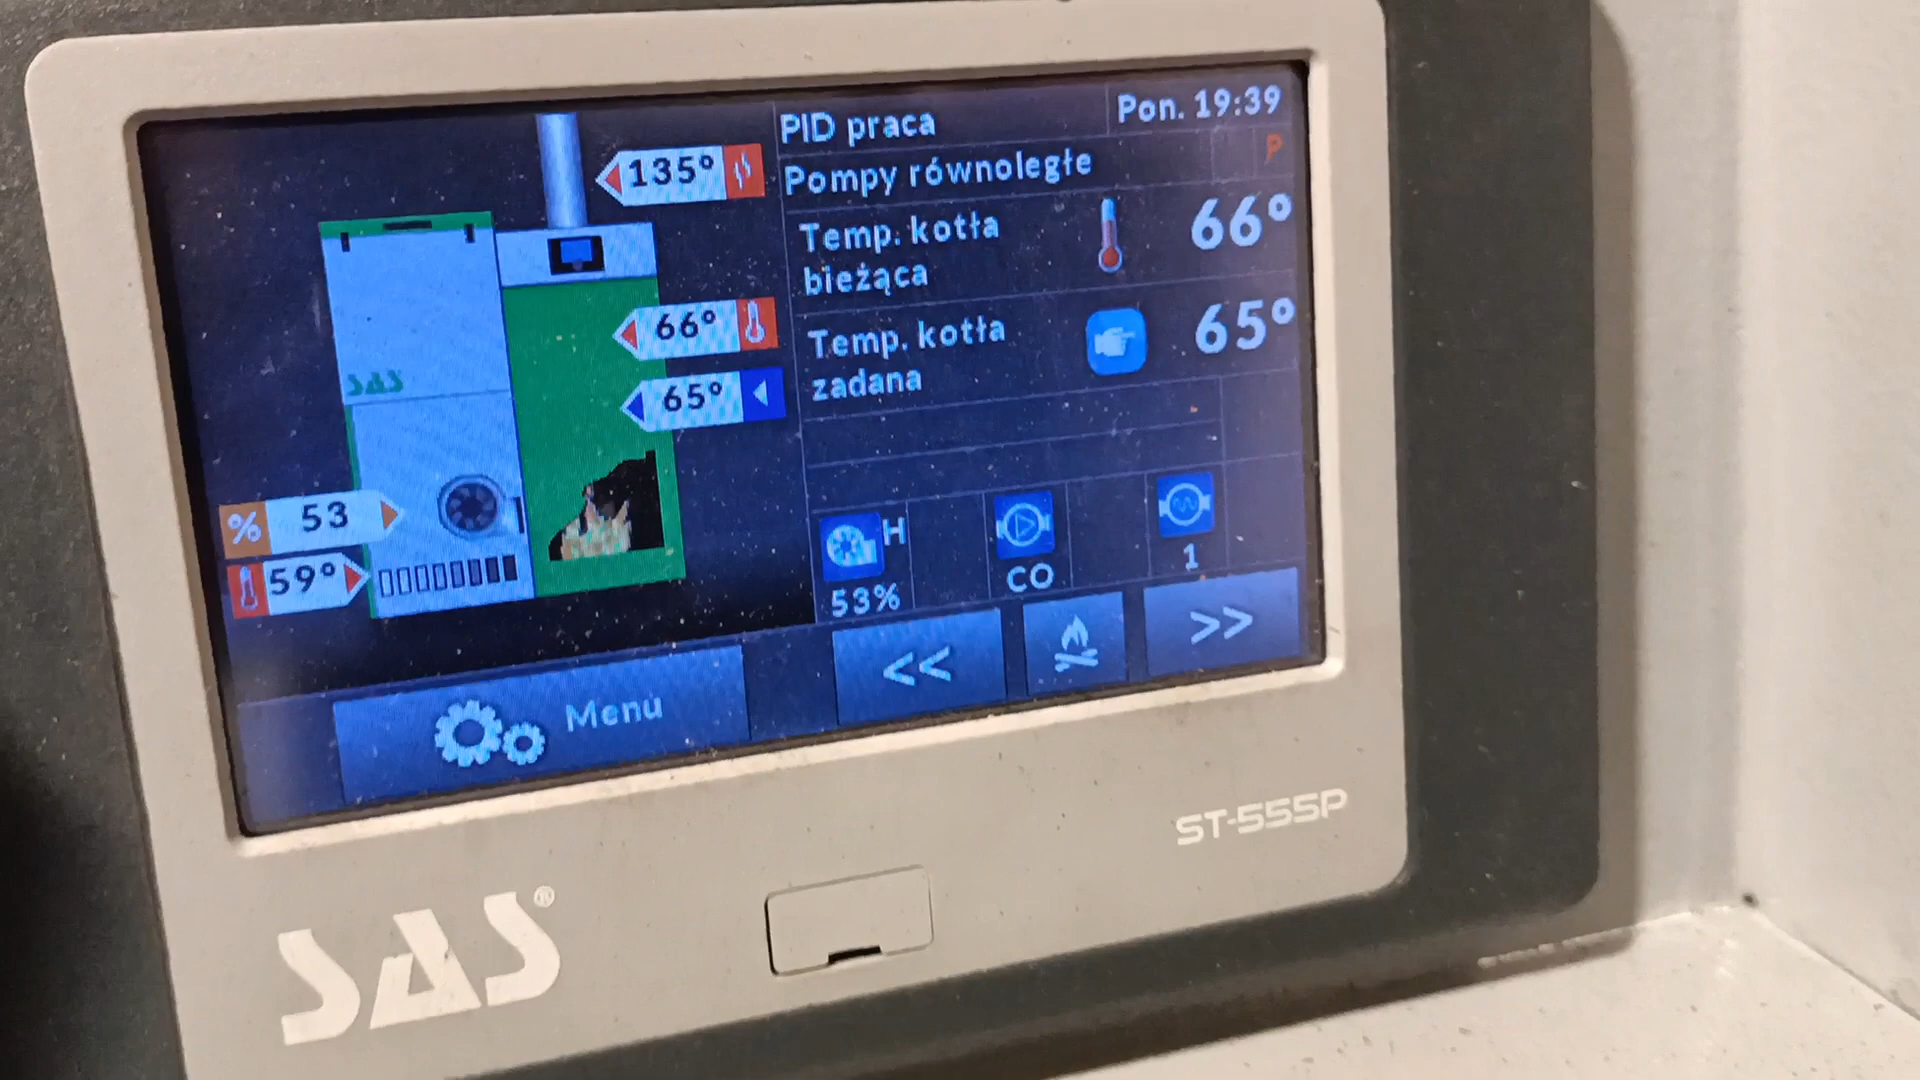 PID praca
Pon. 19:39
Pompy równoległe
P
135°
Temp. kotła
bieżąca
66°
66°
Temp. kotła
zadana
65°
65°
SAS
% 53
59°
H
53%
CO
1
Menu
<<
>>
ST-555P
SAS®